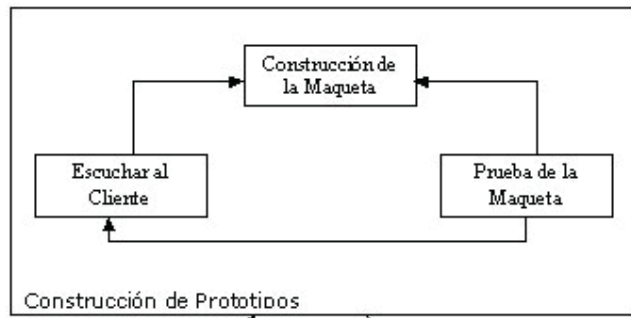 Construcción de
la Maqueta
Escuchar al
Cliente
Prueba de la
Maqueta
Construcción de Prototipos